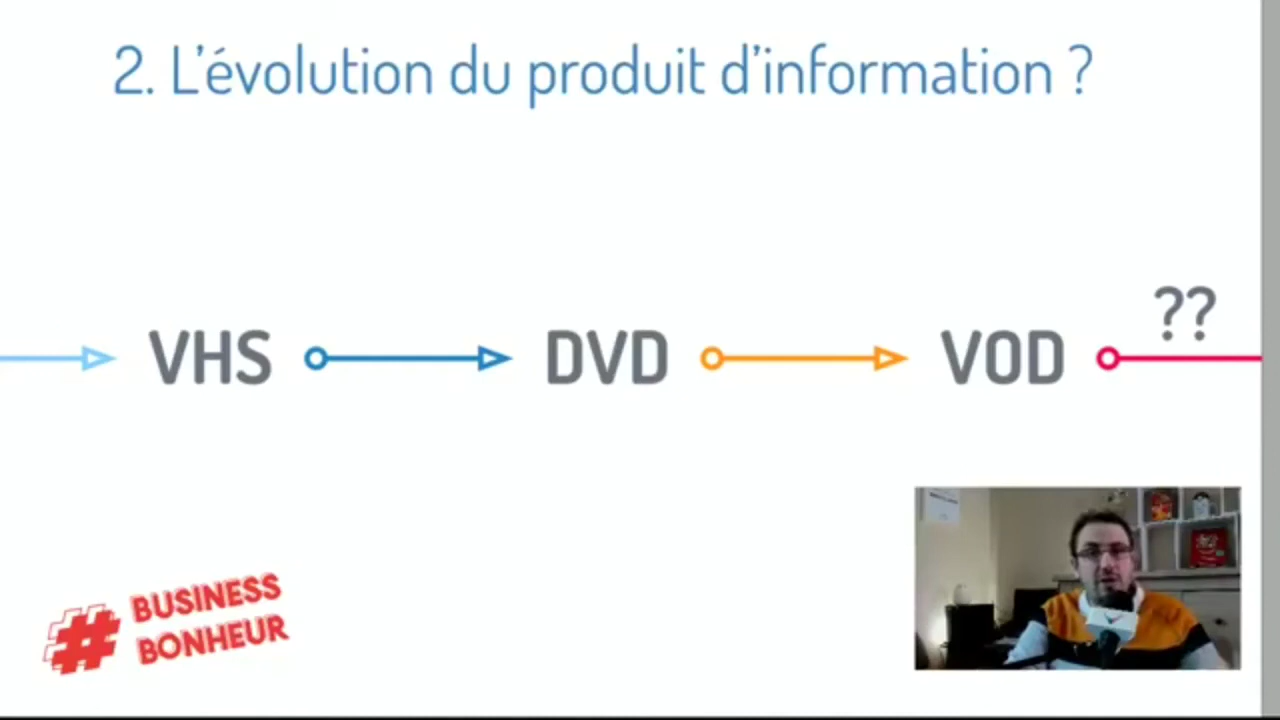 2. L'évolution du produit d'information ?
??
VHS
DVD
VOD
# BUSINESS
BONHEUR